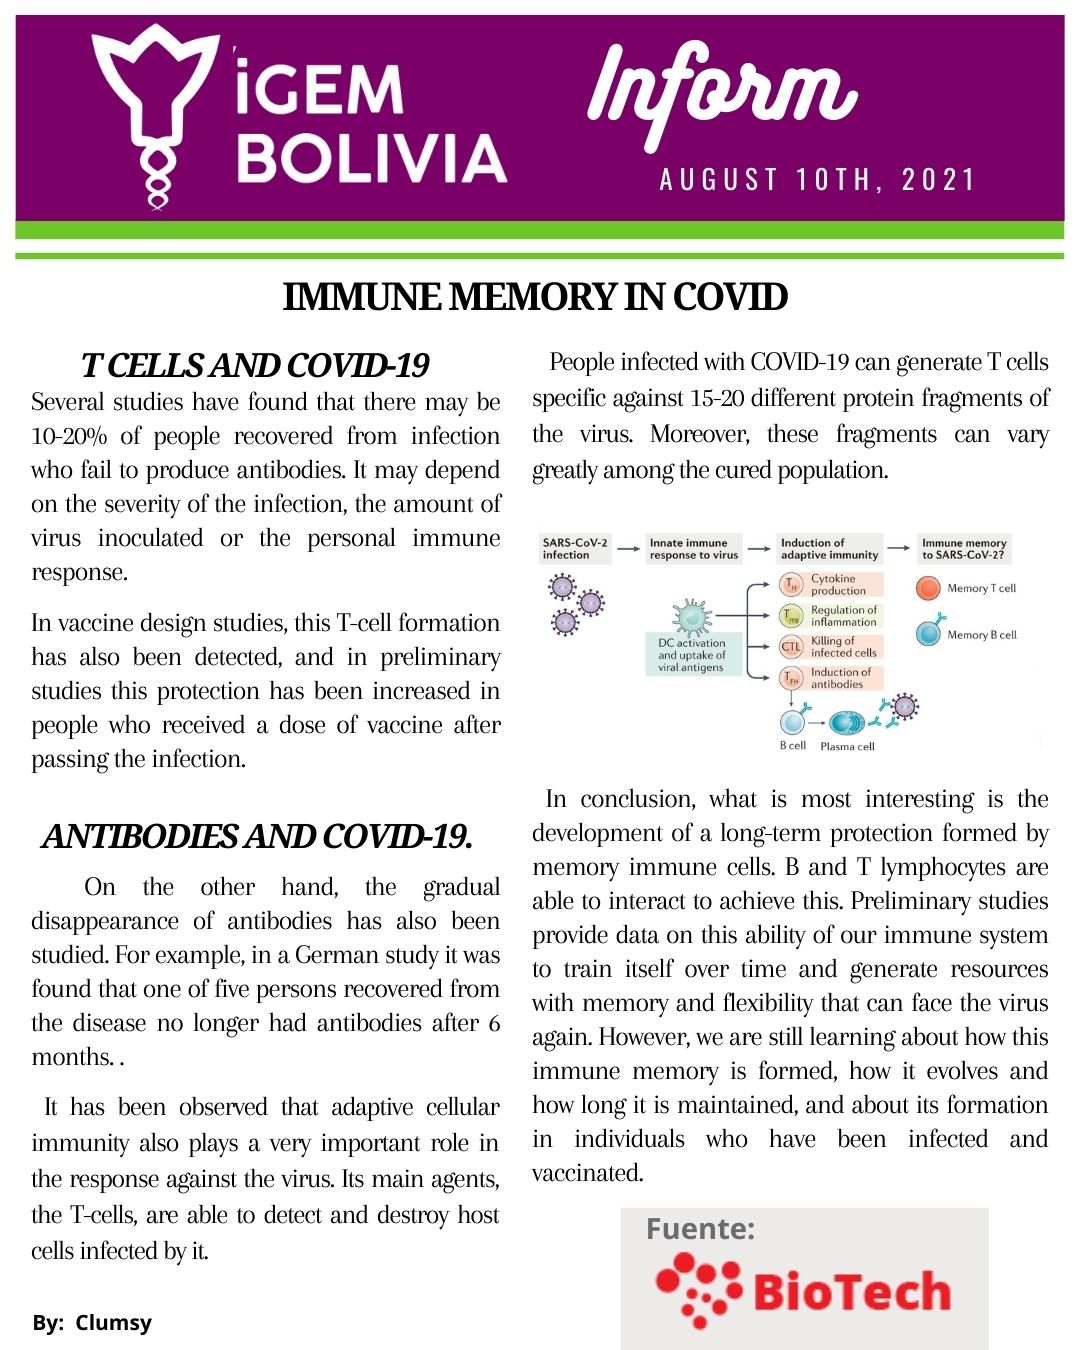 iGEM
BOLIVIA
Inform
AUGUST 10TH, 2021
IMMUNE MEMORY IN COVID
T CELLS AND COVID-19
Several studies have found that there may be
10-20% of people recovered from infection
who fail to produce antibodies. It may depend
on the severity of the infection, the amount of
virus inoculated or the personal immune
response.
In vaccine design studies, this T-cell formation
has also been detected, and in preliminary
studies this protection has been increased in
people who received a dose of vaccine after
passing the infection.
ANTIBODIES AND COVID-19.
On the other hand, the gradual
disappearance of antibodies has also been
studied. For example, in a German study it was
found that one of five persons recovered from
the disease no longer had antibodies after 6
months. .
It has been observed that adaptive cellular
immunity also plays a very important role in
the response against the virus. Its main agents,
the T-cells, are able to detect and destroy host
cells infected by it.
By: Clumsy
People infected with COVID-19 can generate T cells
specific against 15-20 different protein fragments of
the virus. Moreover, these fragments can vary
greatly among the cured population.
SARS-CoV-2
infection
Innate immune
response to virus
DC activation
and uptake of
viral antigens
Induction of
adaptive immunity
TH
Cytokine
production
Treg
Regulation of
inflammation
CTL
Killing of
infected cells
TFH
Induction of
antibodies
B cell
Plasma cell
Immune memory
to SARS-CoV-2?
Memory T cell
Memory B cell
In conclusion, what is most interesting is the
development of a long-term protection formed by
memory immune cells. B and T lymphocytes are
able to interact to achieve this. Preliminary studies
provide data on this ability of our immune system
to train itself over time and generate resources
with memory and flexibility that can face the virus
again. However, we are still learning about how this
immune memory is formed, how it evolves and
how long it is maintained, and about its formation
in individuals who have been infected and
vaccinated.
Fuente:
BioTech